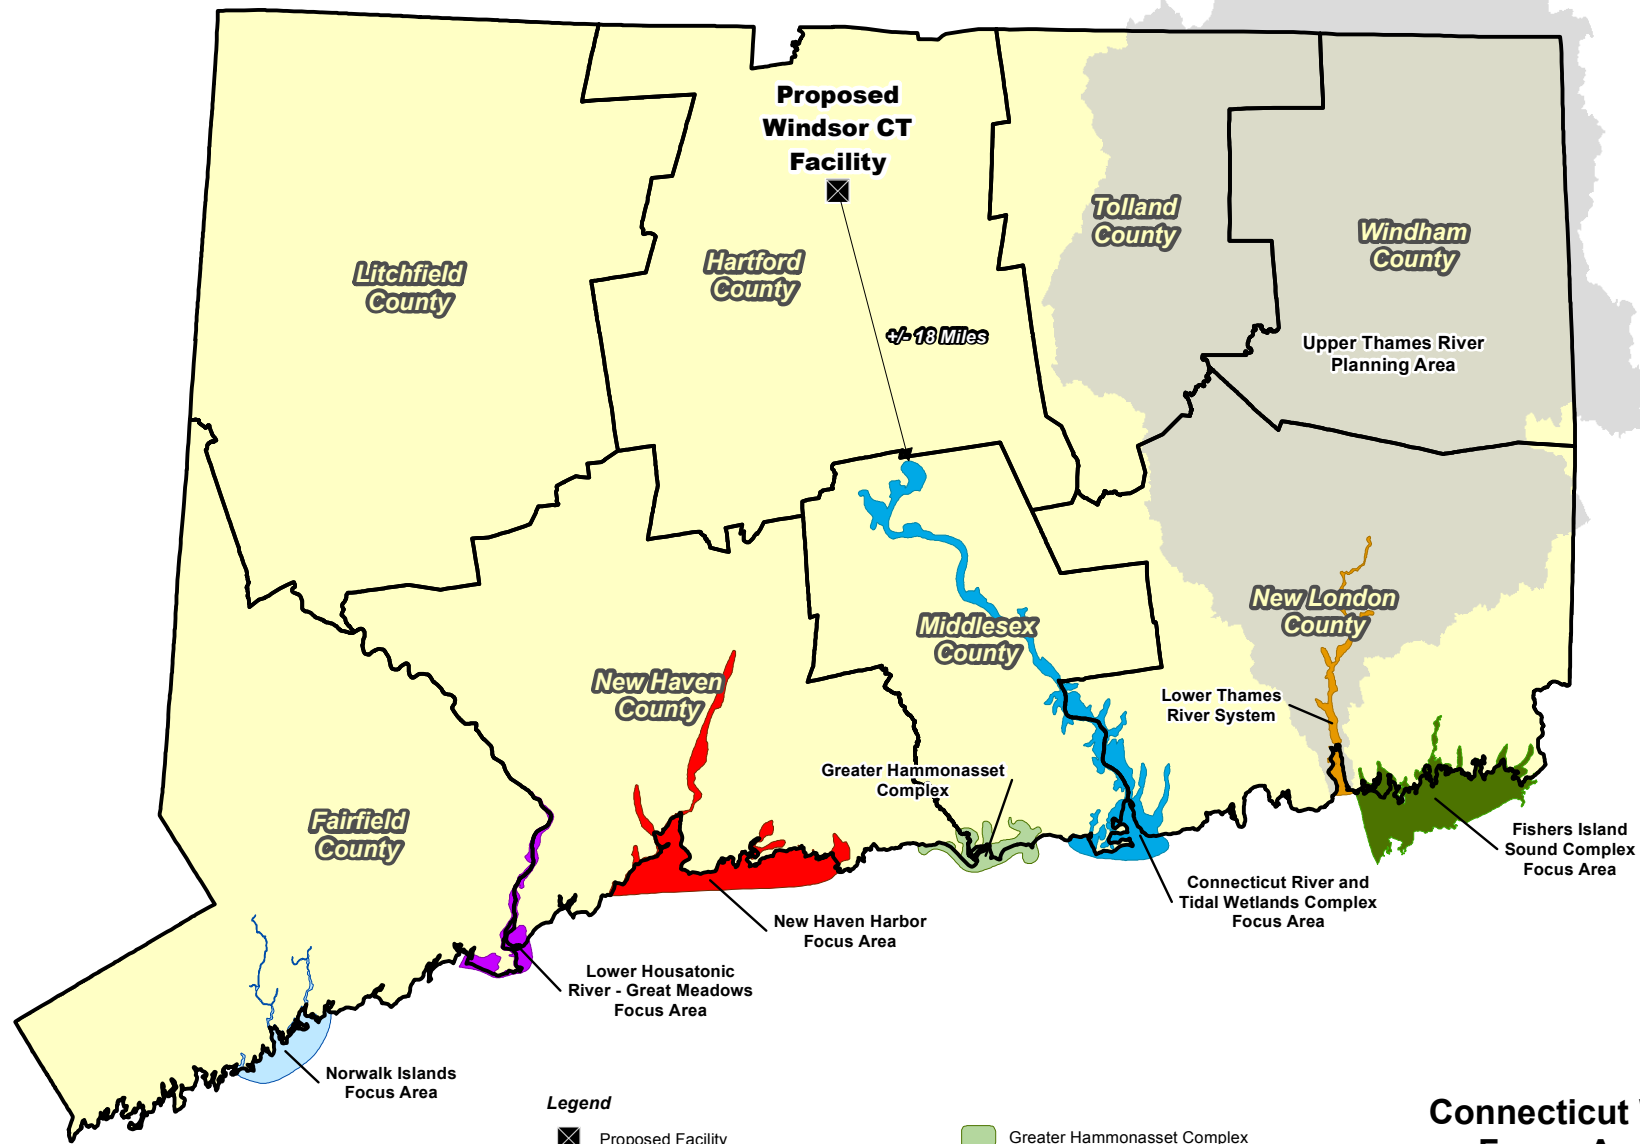 Proposed
Windsor CT
Facility
Tolland
County
Windham
County
Litchfield
County
Hartford
County
+/- 18 Miles
Upper Thames River
Planning Area
New London
County
Middlesex
County
New Haven
County
Lower Thames
River System
Greater Hammonasset
Complex
Fairfield
County
Fishers Island
Sound Complex
Focus Area
Connecticut River and
Tidal Wetlands Complex
Focus Area
New Haven Harbor
Focus Area
Lower Housatonic
River - Great Meadows
Focus Area
Norwalk Islands
Focus Area
Legend
Proposed Facility
Greater Hammonasset Complex
Connecticut